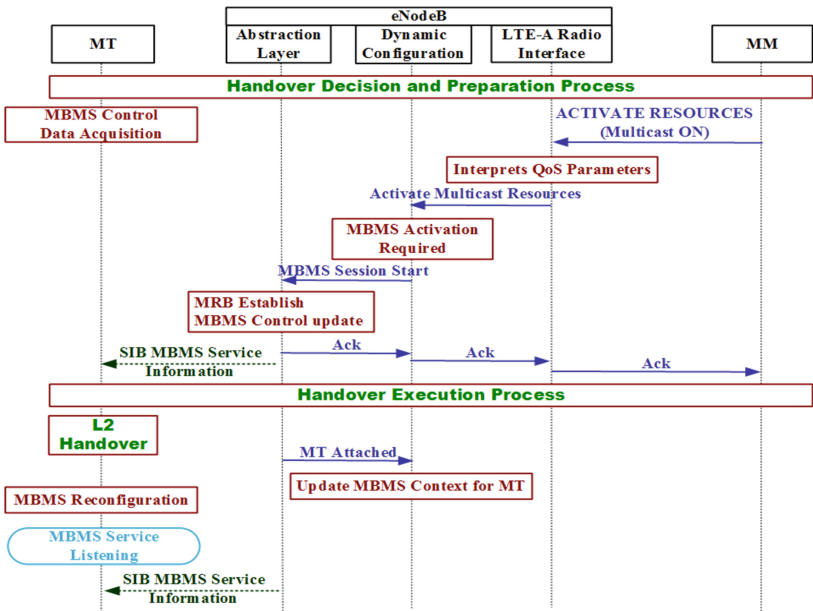 eNodeB
MT
Abstraction
Layer
Dynamic
Configuration
LTE-A Radio
Interface
MM
Handover Decision and Preparation Process
MBMS Control
Data Acquisition
ACTIVATE RESOURCES
(Multicast ON)
Interprets QoS Parameters
Activate Multicast Resources
MBMS Activation
Required
MBMS Session Start
MRB Establish
MBMS Control update
SIB MBMS Service
Information
Ack
Ack
Ack
Handover Execution Process
L2
Handover
MT Attached
Update MBMS Context for MT
MBMS Reconfiguration
MBMS Service
Listening
SIB MBMS Service
Information